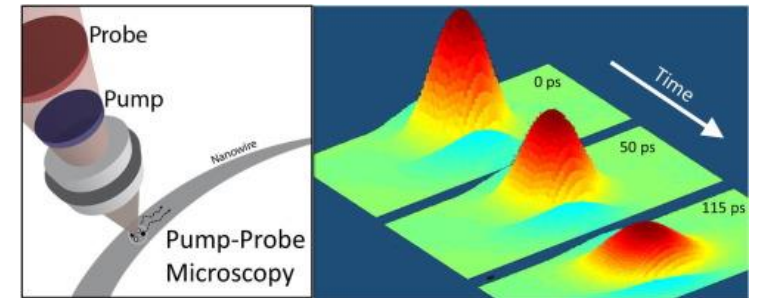 Probe
Pump
Nanowire
Pump-Probe
Microscopy
0 ps
Time
50 ps
115 ps